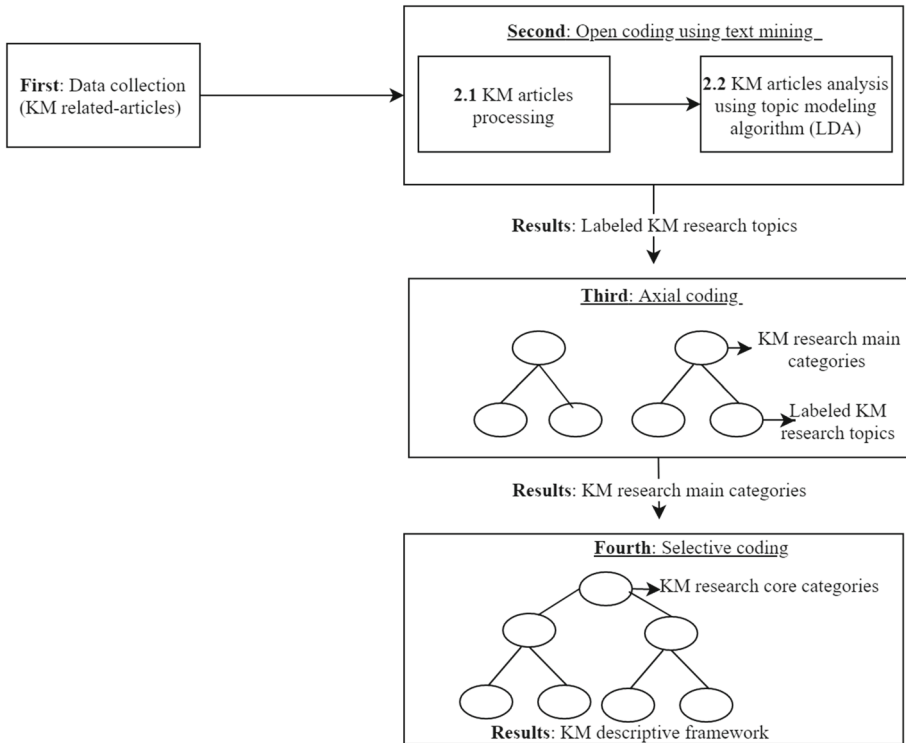 First: Data collection
(KM related-articles)
Second: Open coding using text mining
2.1 KM articles
processing
2.2 KM articles analysis
using topic modeling
algorithm (LDA)
Results: Labeled KM research topics
Third: Axial coding
KM research main
categories
Labeled KM
research topics
Results: KM research main categories
Fourth: Selective coding
KM research core categories
Results: KM descriptive framework